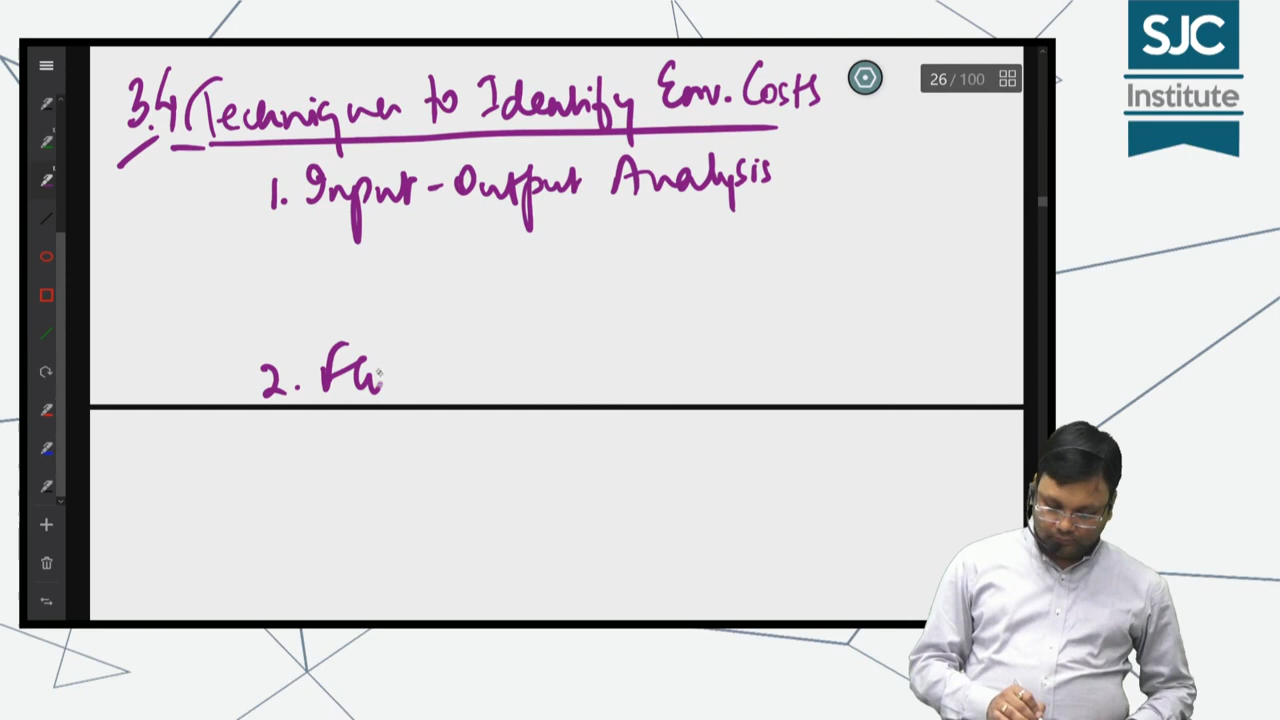 SJC
Institute
26 / 100
3.4 Techniques to Identify Env. Costs
1. Input - Output Analysis
2.